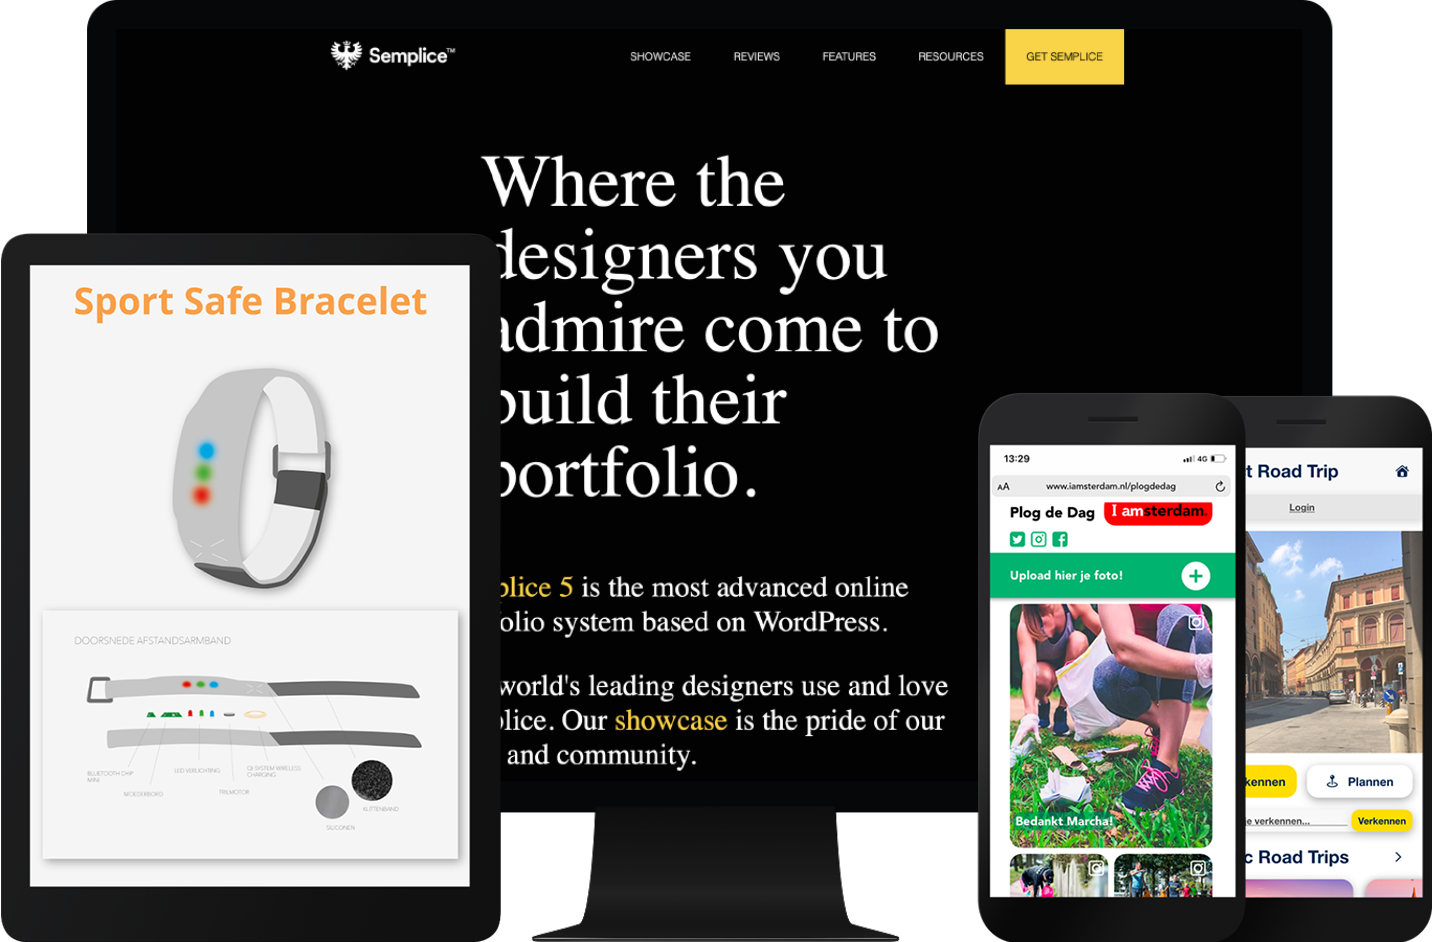 Semplice™
SHOWCASE
REVIEWS
FEATURES
RESOURCES
GET SEMPLICE
Where the
designers you
admire come to
build their
portfolio.
plice 5 is the most advanced online
folio system based on WordPress.
world's leading designers use and love
plice. Our showcase is the pride of our
and community.
Sport Safe Bracelet
DOORSNEDE AFSTANDSARMBAND
BLUETOOTH CHIP
MINI
MOEDERBORD
LED VERLICHTING
TRILMOTOR
QI-SYSTEM WIRELESS
CHARGING
KLITTENBAND
SILICONEN
13:29
4G
AA
www.iamsterdam.nl/plogdedag
Plog de Dag
I amsterdam.
Upload hier je foto!
Bedankt Marcha!
t Road Trip
Login
kennen
Plannen
e verkennen...
Verkennen
c Road Trips